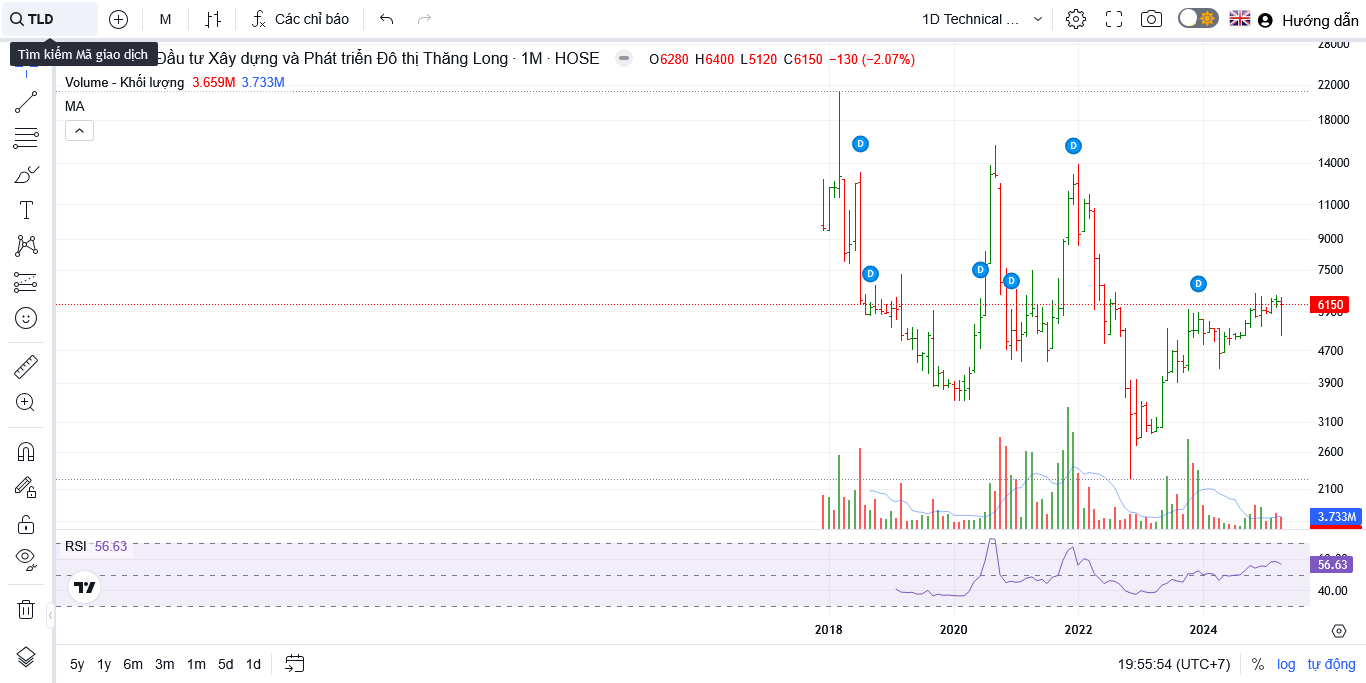 TLD
M
Các chỉ báo
1D Technical ...
Hướng dẫn
Tìm kiếm Mã giao dịch
Đầu tư Xây dựng và Phát triển Đô thị Thăng Long · 1M · HOSE
O6280 H6400 L5120 C6150 −130 (−2.07%)
Volume - Khối lượng 3.659M 3.733M
MA
D
D
D
D
D
D
28000
22000
18000
14000
11000
9000
7500
6150
4700
3900
3100
2600
2100
3.733M
RSI 56.63
56.63
40.00
2018
2020
2022
2024
5y 1y 6m 3m 1m 5d 1d
19:55:54 (UTC+7)
%
log
tự động